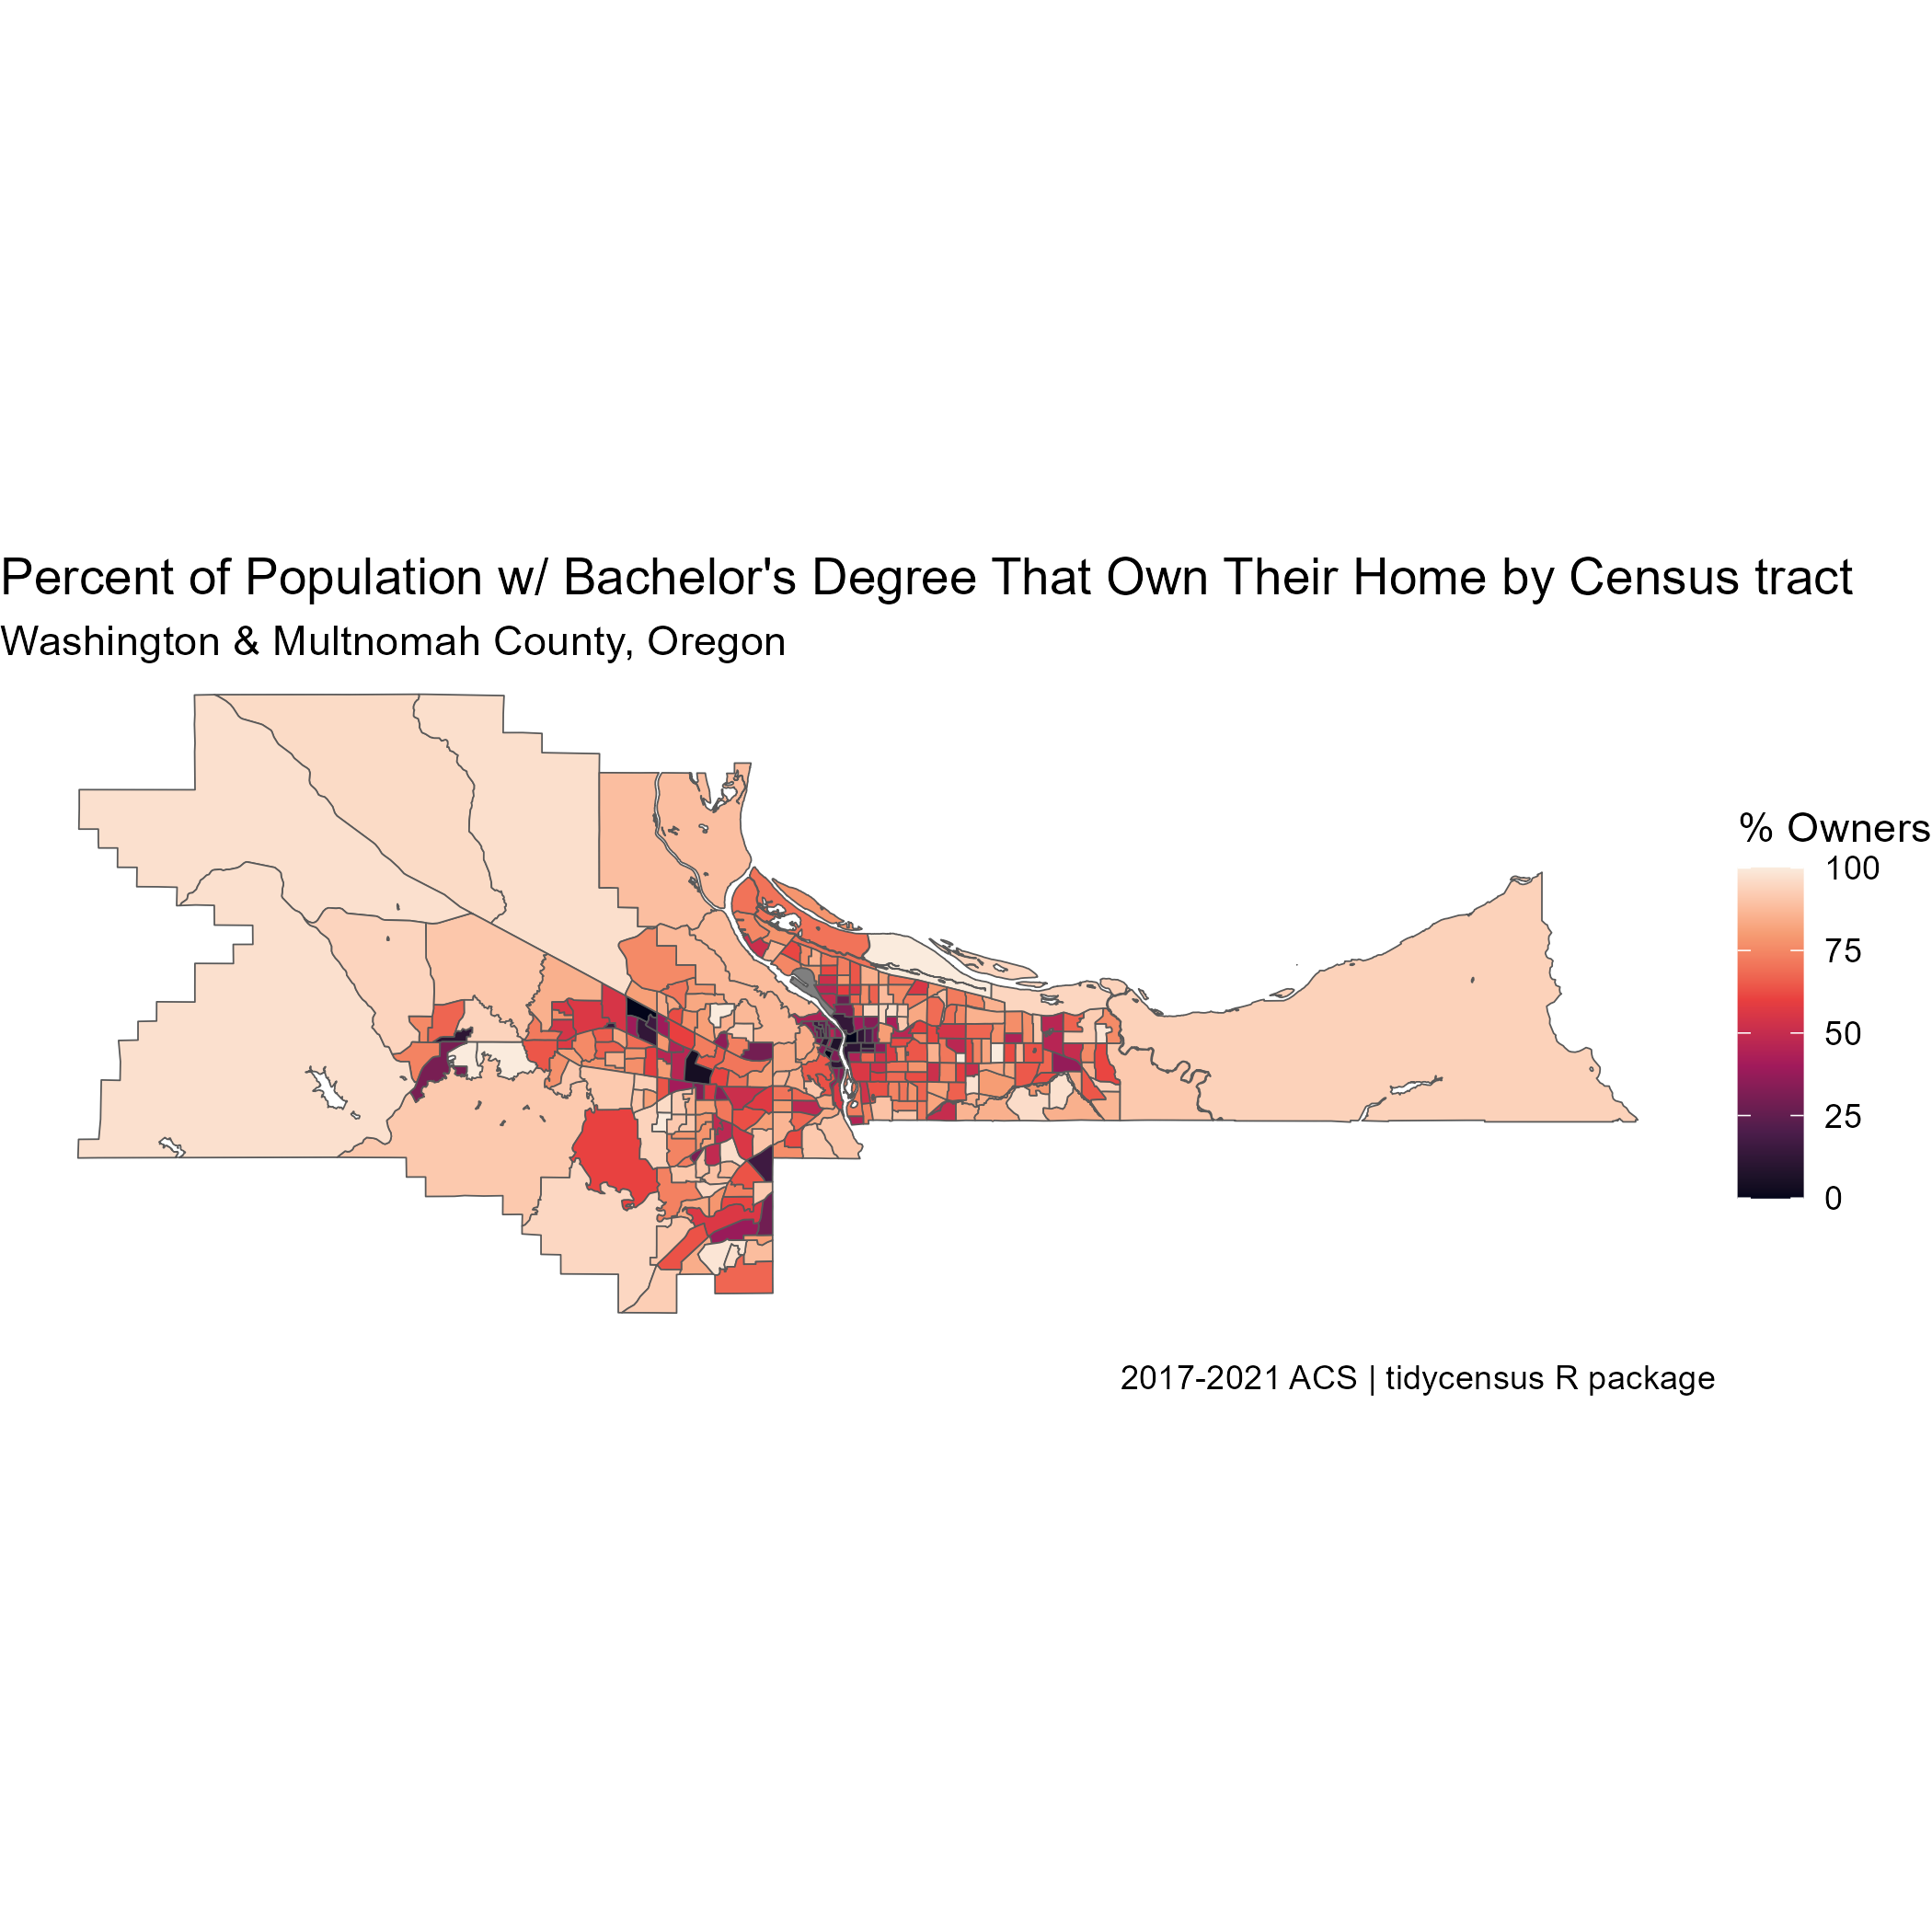 Percent of Population w/ Bachelor's Degree That Own Their Home by Census tract
Washington & Multnomah County, Oregon
% Owners
100
75
50
25
0
2017-2021 ACS | tidycensus R package